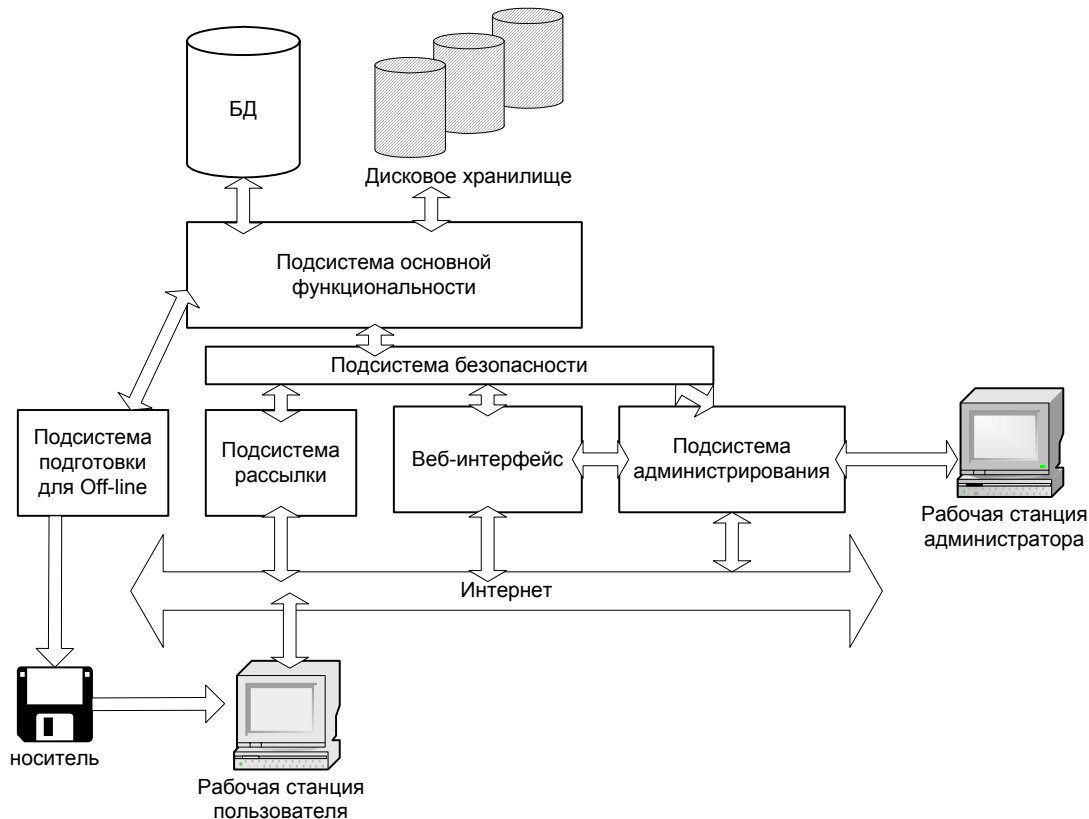 БД
Дисковое хранилище
Подсистема основной
функциональности
Подсистема безопасности
Подсистема
подготовки
для Off-line
Подсистема
рассылки
Веб-интерфейс
Подсистема
администрирования
Рабочая станция
администратора
Интернет
носитель
Рабочая станция
пользователя